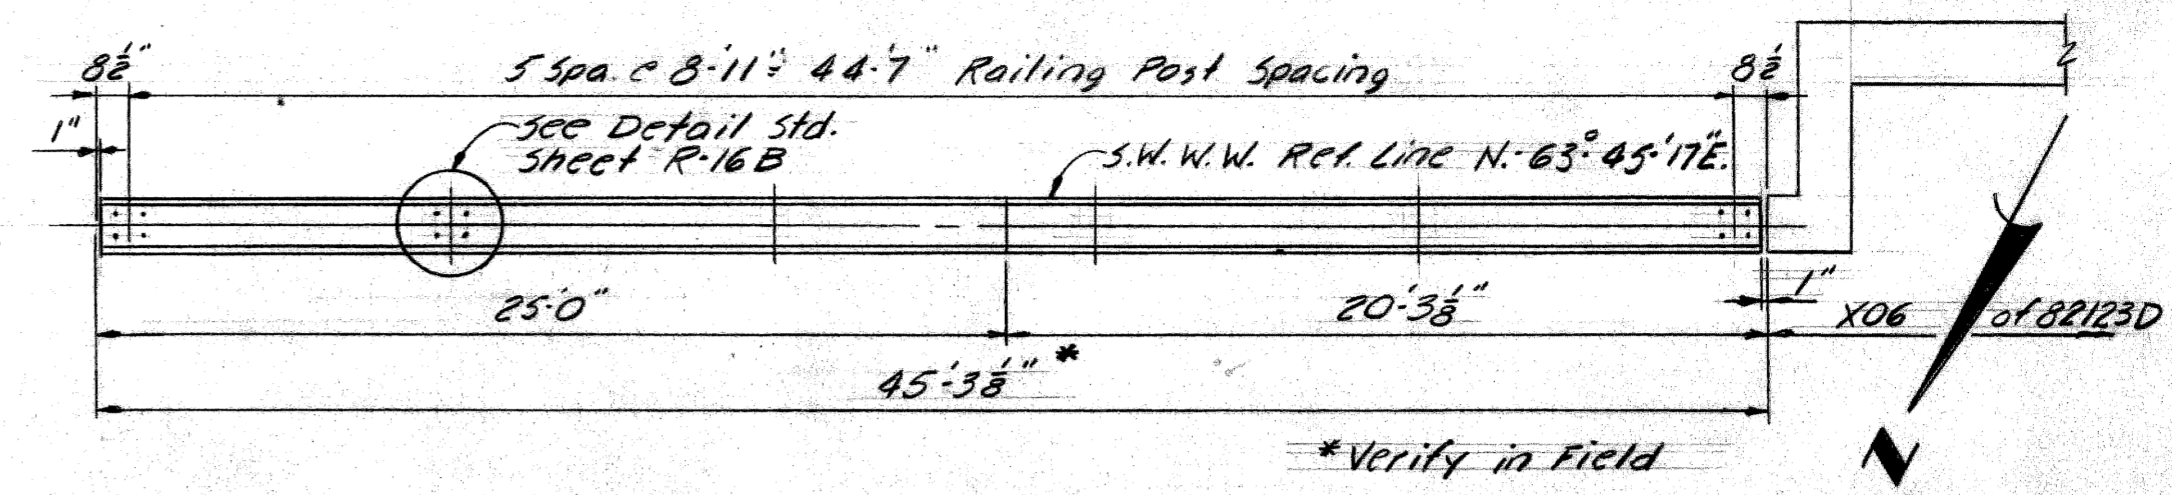 8½"
5 Spa. @ 8'-11" = 44'-7" Railing Post Spacing
8½
1"
See Detail Std.
Sheet R-16B
S.W.W.W. Ref. Line N.-63°-45'-17"E.
25'-0"
20'-3⅛"
1"
X06 of 82123D
45'-3⅛" *
*Verify in Field
N